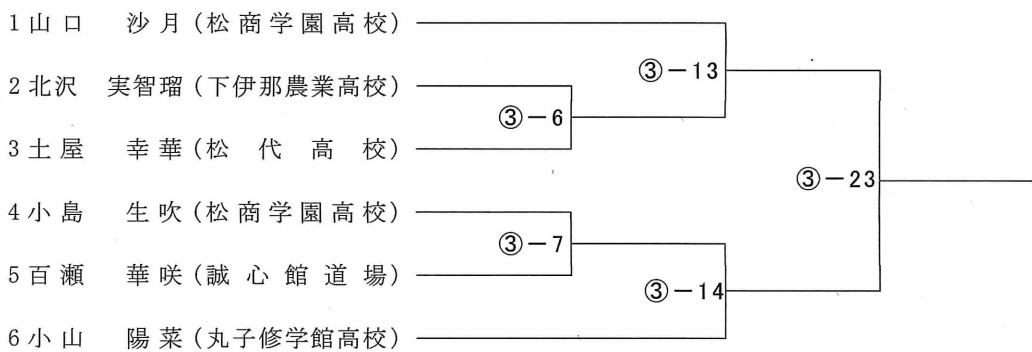 1 山口 沙月 (松商学園高校)
③-13
2 北沢 実智瑠 (下伊那農業高校)
③-6
3 土屋 幸華 (松代高校)
③-23
4 小島 生吹 (松商学園高校)
③-7
5 百瀬 華咲 (誠心館道場)
③-14
6 小山 陽菜 (丸子修学館高校)